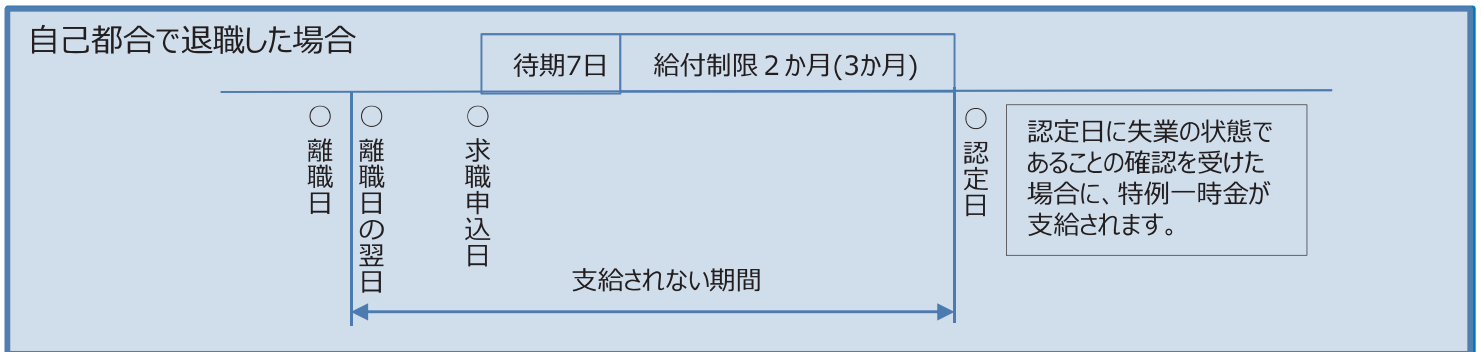 自己都合で退職した場合
待期7日
給付制限２か月(3か月)
○離職日
○離職日の翌日
○求職申込日
○認定日
認定日に失業の状態で
あることの確認を受けた
場合に、特例一時金が
支給されます。
支給されない期間